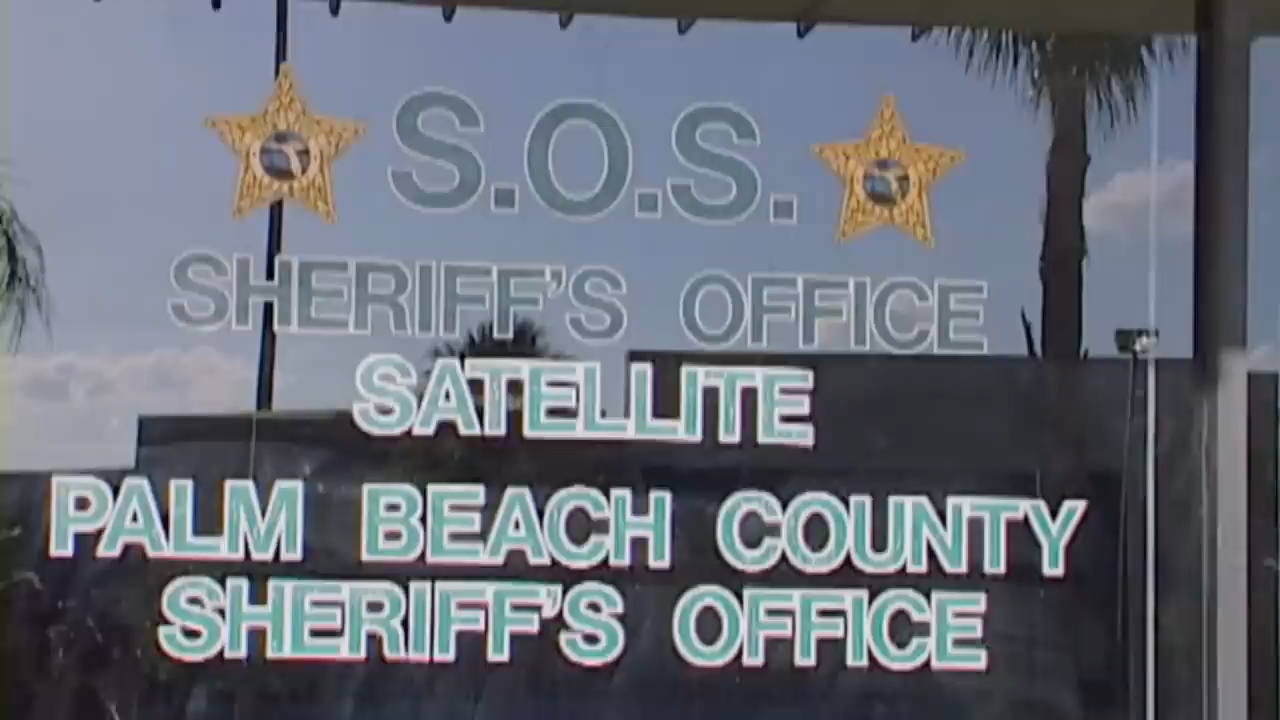 S.O.S.
SHERIFF'S OFFICE
SATELLITE
PALM BEACH COUNTY
SHERIFF'S OFFICE